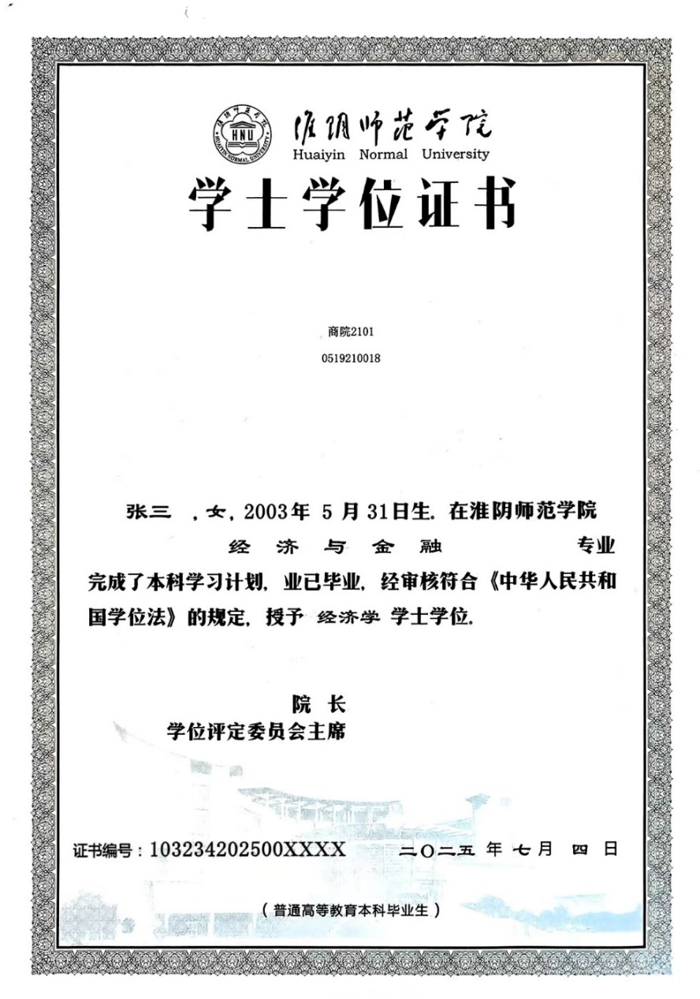 淮阴师范学院
HNU
HUAIYIN NORMAL UNIVERSITY
淮阴师范学院
Huaiyin Normal University
学士学位证书
商院2101
0519210018
张三 ,女,2003年 5 月 31日生. 在淮阴师范学院
经济与金融 专业
完成了本科学习计划, 业已毕业, 经审核符合《中华人民共和
国学位法》的规定, 授予 经济学 学士学位.
院 长
学位评定委员会主席
证书编号:103234202500XXXX 二〇二五 年 七 月 四 日
(普通高等教育本科毕业生)